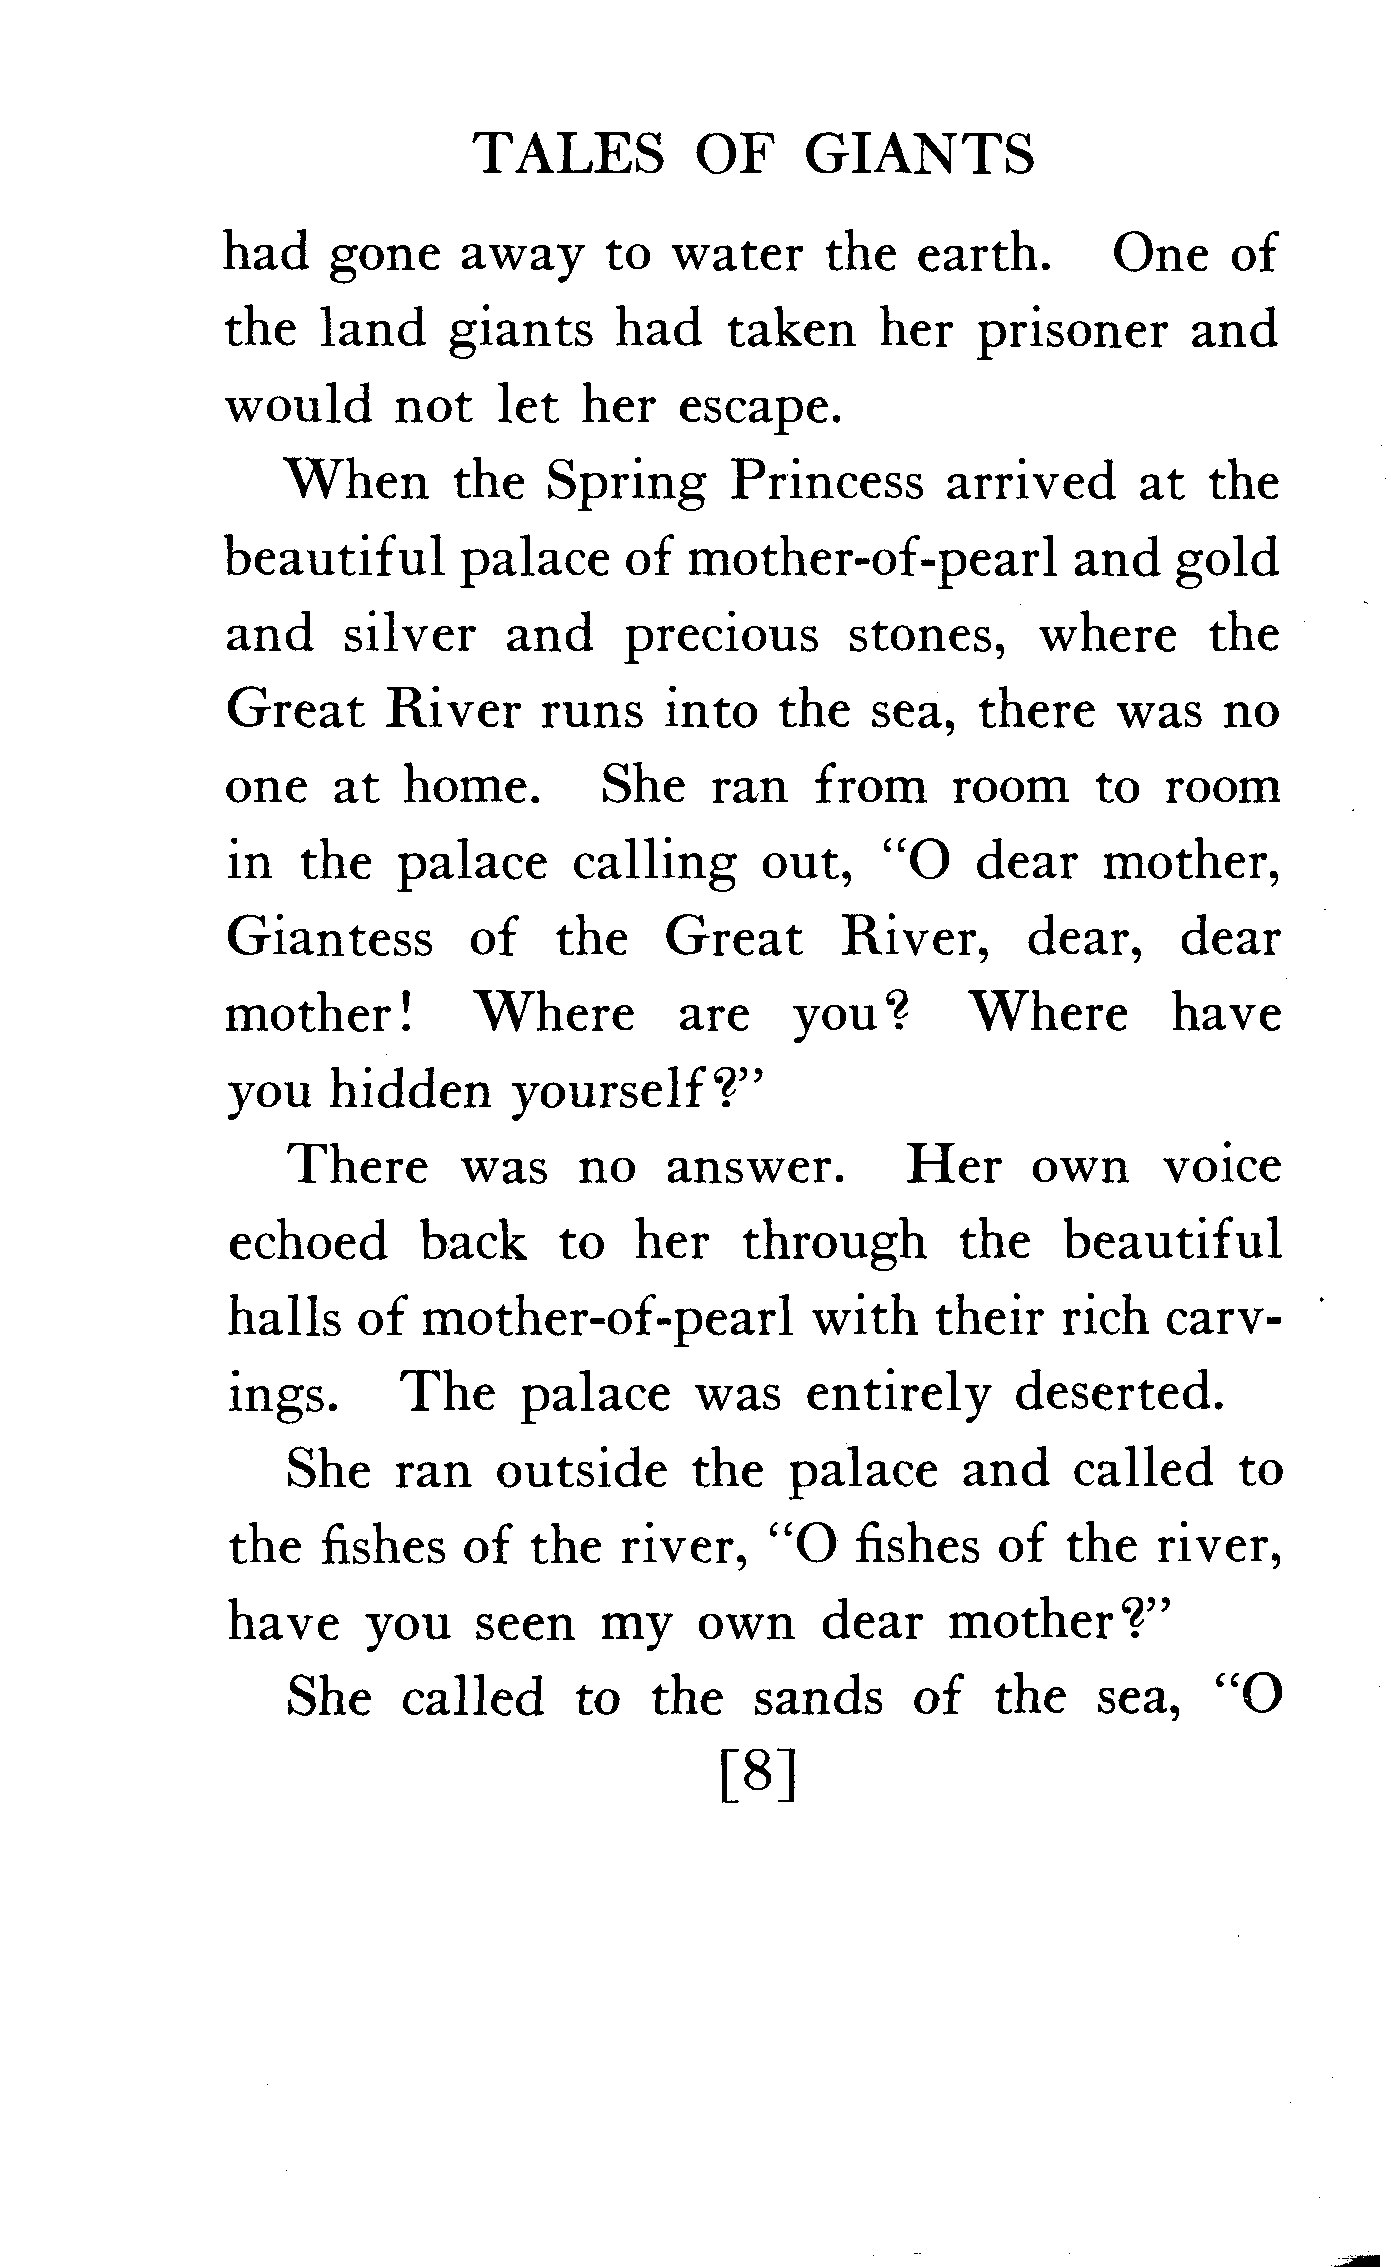 TALES OF GIANTS
had gone away to water the earth. One of
the land giants had taken her prisoner and
would not let her escape.
When the Spring Princess arrived at the
beautiful palace of mother-of-pearl and gold
and silver and precious stones, where the
Great River runs into the sea, there was no
one at home. She ran from room to room
in the palace calling out, “O dear mother,
Giantess of the Great River, dear, dear
mother! Where are you? Where have
you hidden yourself?”
There was no answer. Her own voice
echoed back to her through the beautiful
halls of mother-of-pearl with their rich carv-
ings. The palace was entirely deserted.
She ran outside the palace and called to
the fishes of the river, “O fishes of the river,
have you seen my own dear mother?”
She called to the sands of the sea, “O
[8]